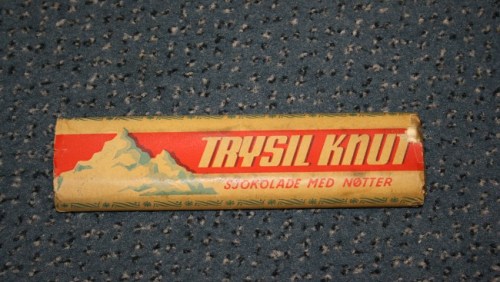 TRYSIL KNUT
SJOKOLADE MED NØTTER